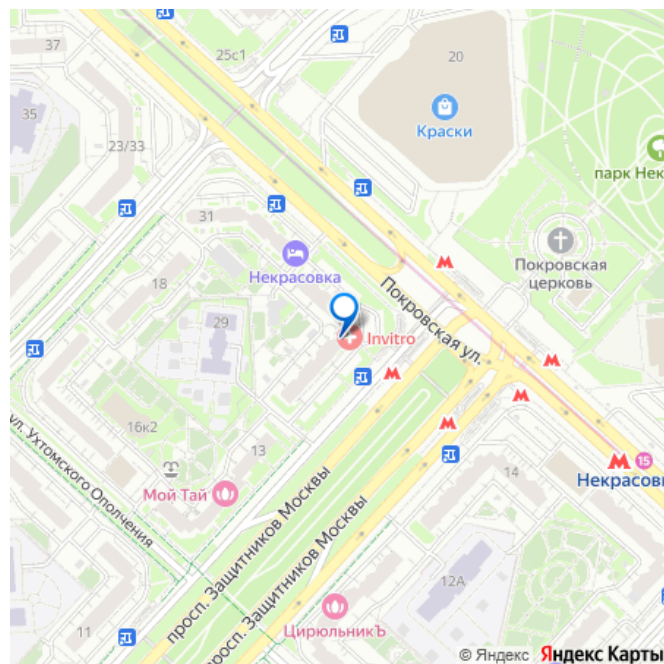 37
25с1
20
35
Краски
23/33
парк Нек
31
Покровская
церковь
Некрасовка
18
Покровская ул.
29
Invitro
16к2
13
ул. Ухтомского Ополчения
Мой Тай
14
15
Некрасовк
просп. Защитников Москвы
просп. Защитников Москвы
12А
11
ЦирюльникЪ
© Яндекс Яндекс Карты